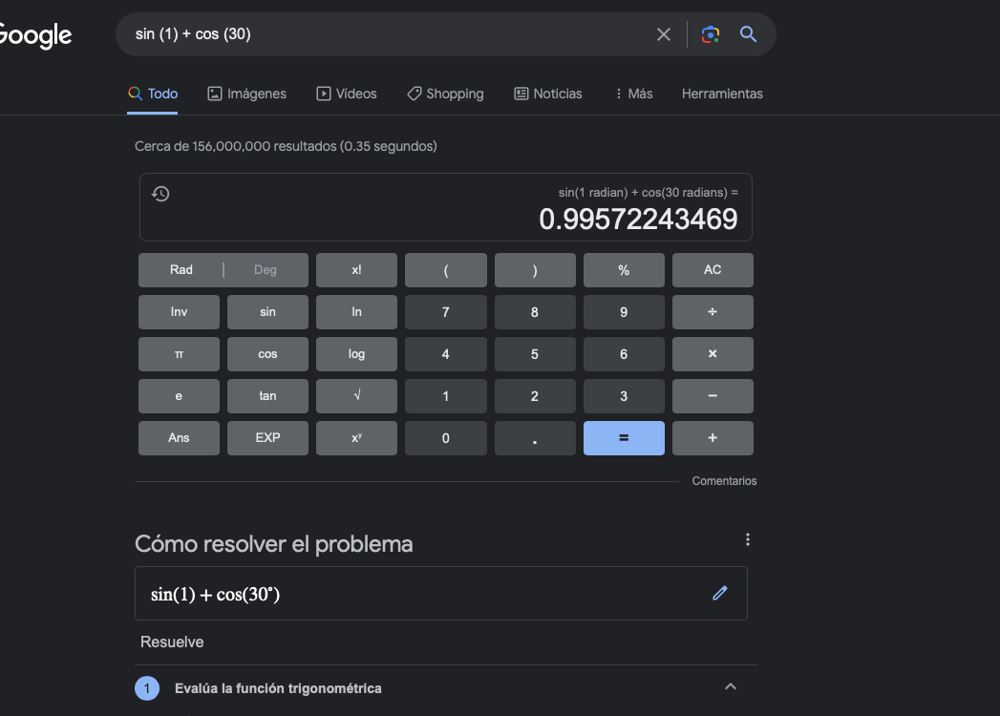 Google
sin (1) + cos (30)
Todo Imágenes Vídeos Shopping Noticias Más Herramientas
Cerca de 156,000,000 resultados (0.35 segundos)
sin(1 radian) + cos(30 radians) =
0.99572243469
Rad | Deg x! ( ) % AC
Inv sin ln 7 8 9 ÷
π cos log 4 5 6 ×
e tan √ 1 2 3 −
Ans EXP xʸ 0 . = +
Comentarios
Cómo resolver el problema
sin(1) + cos(30°)
Resuelve
1 Evalúa la función trigonométrica